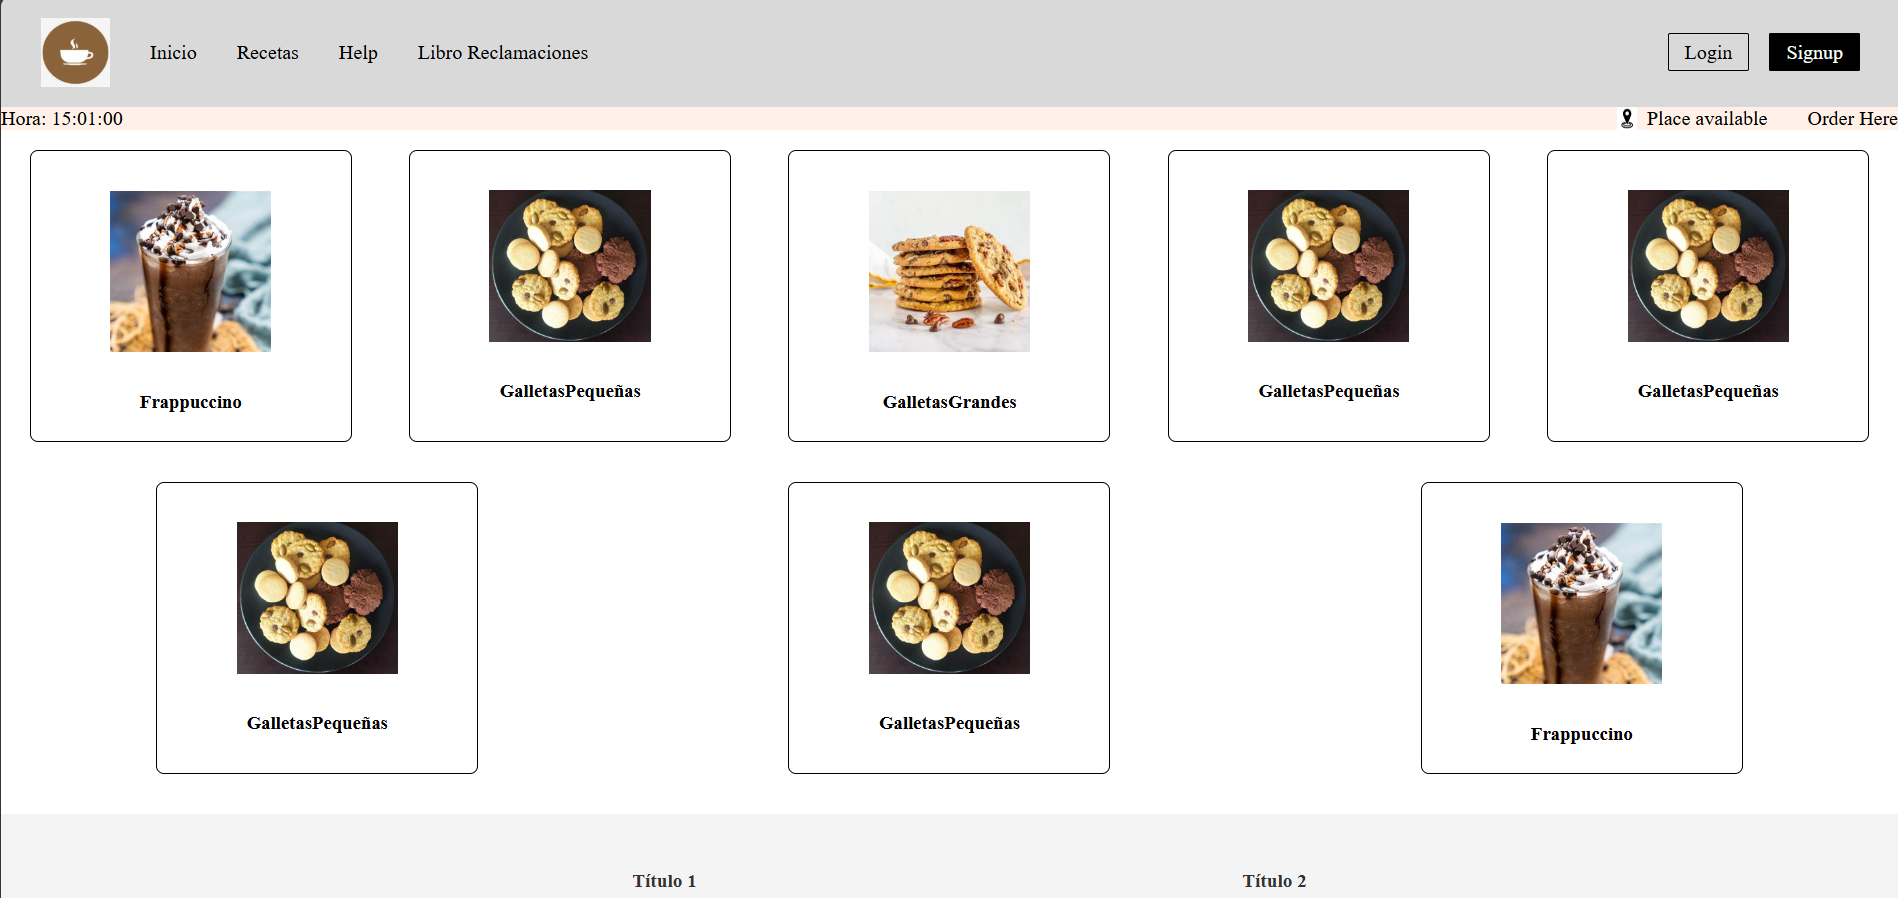 Inicio Recetas Help Libro Reclamaciones Login Signup
Hora: 15:01:00 Place available Order Here
Frappuccino GalletasPequeñas GalletasGrandes GalletasPequeñas GalletasPequeñas
GalletasPequeñas GalletasPequeñas Frappuccino
Título 1 Título 2